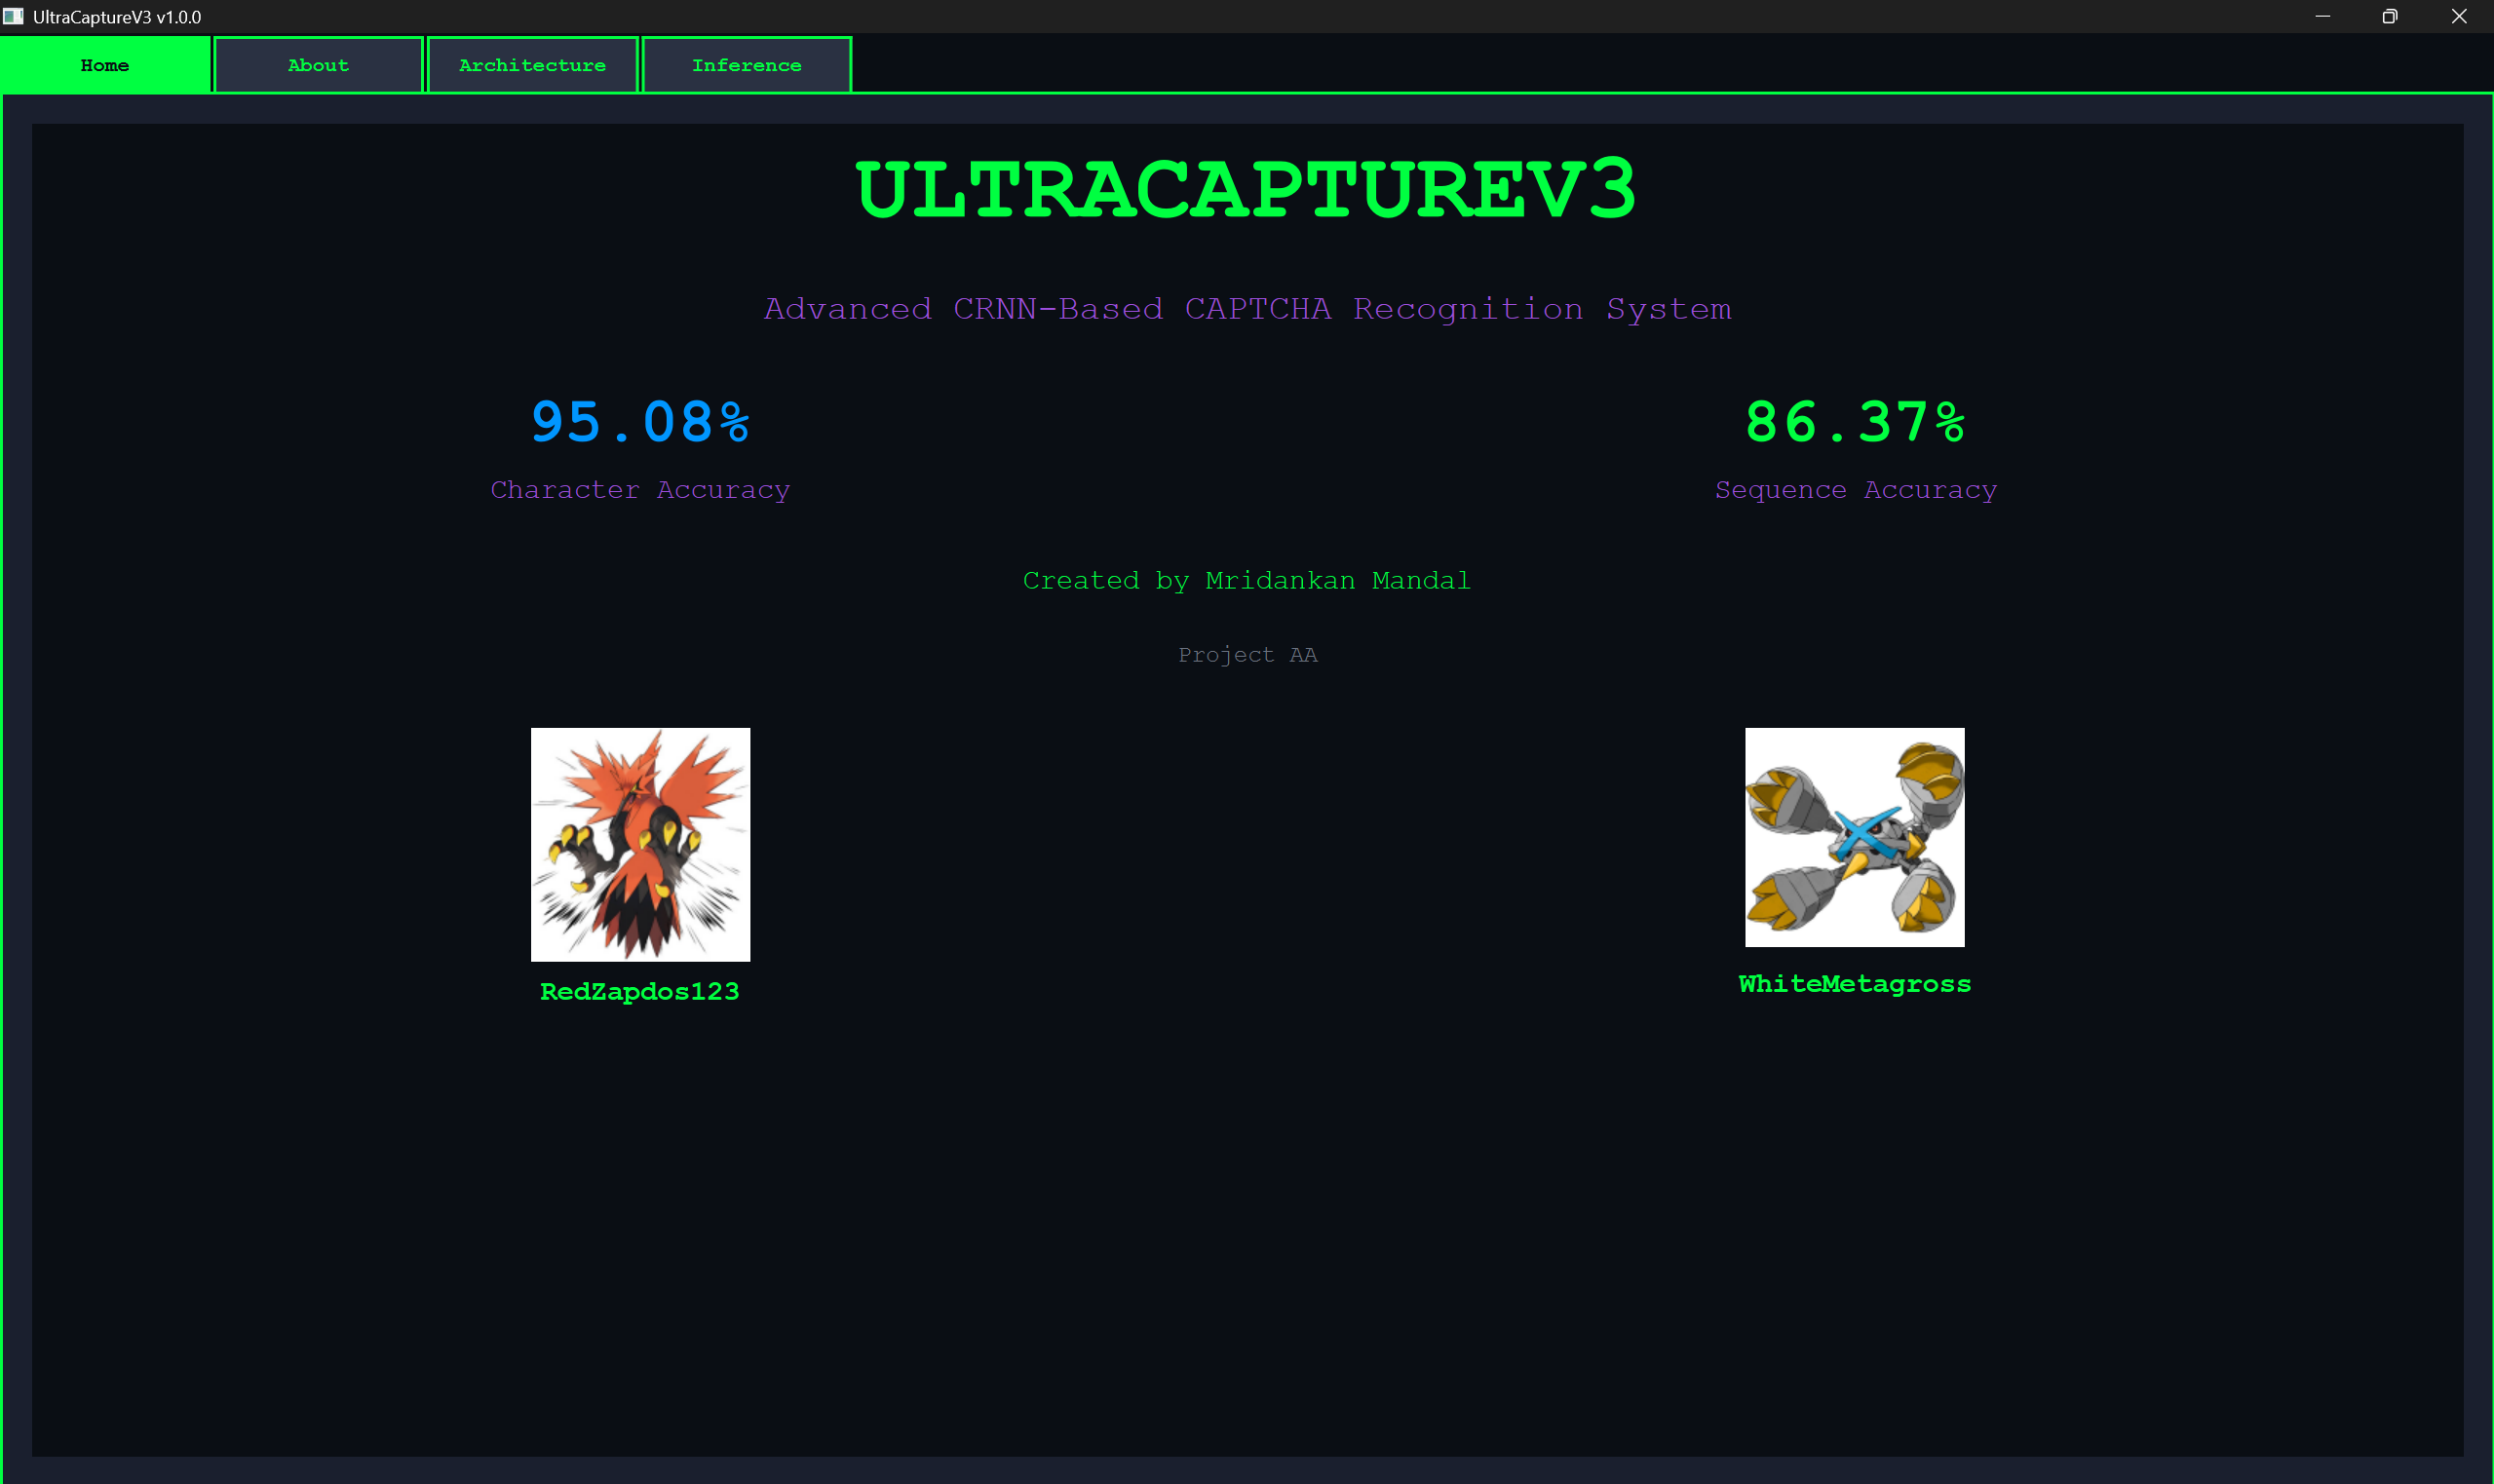 UltraCaptureV3 v1.0.0
Home About Architecture Inference
ULTRACAPTUREV3
Advanced CRNN-Based CAPTCHA Recognition System
95.08% 86.37%
Character Accuracy Sequence Accuracy
Created by Mridankan Mandal
Project AA
RedZapdos123 WhiteMetagross